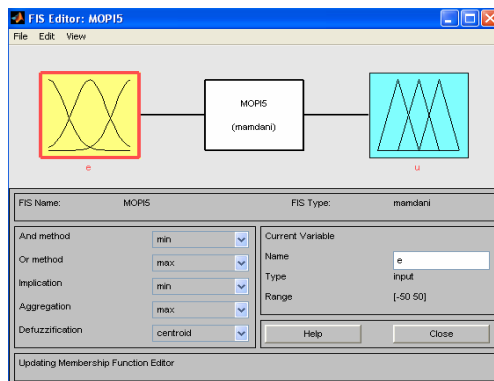 FIS Editor: MOPI5
File Edit View
MOPI5
(mamdani)
e
u
FIS Name: MOPI5 FIS Type: mamdani
And method min
Or method max
Implication min
Aggregation max
Defuzzification centroid
Current Variable
Name e
Type input
Range [-50 50]
Help Close
Updating Membership Function Editor